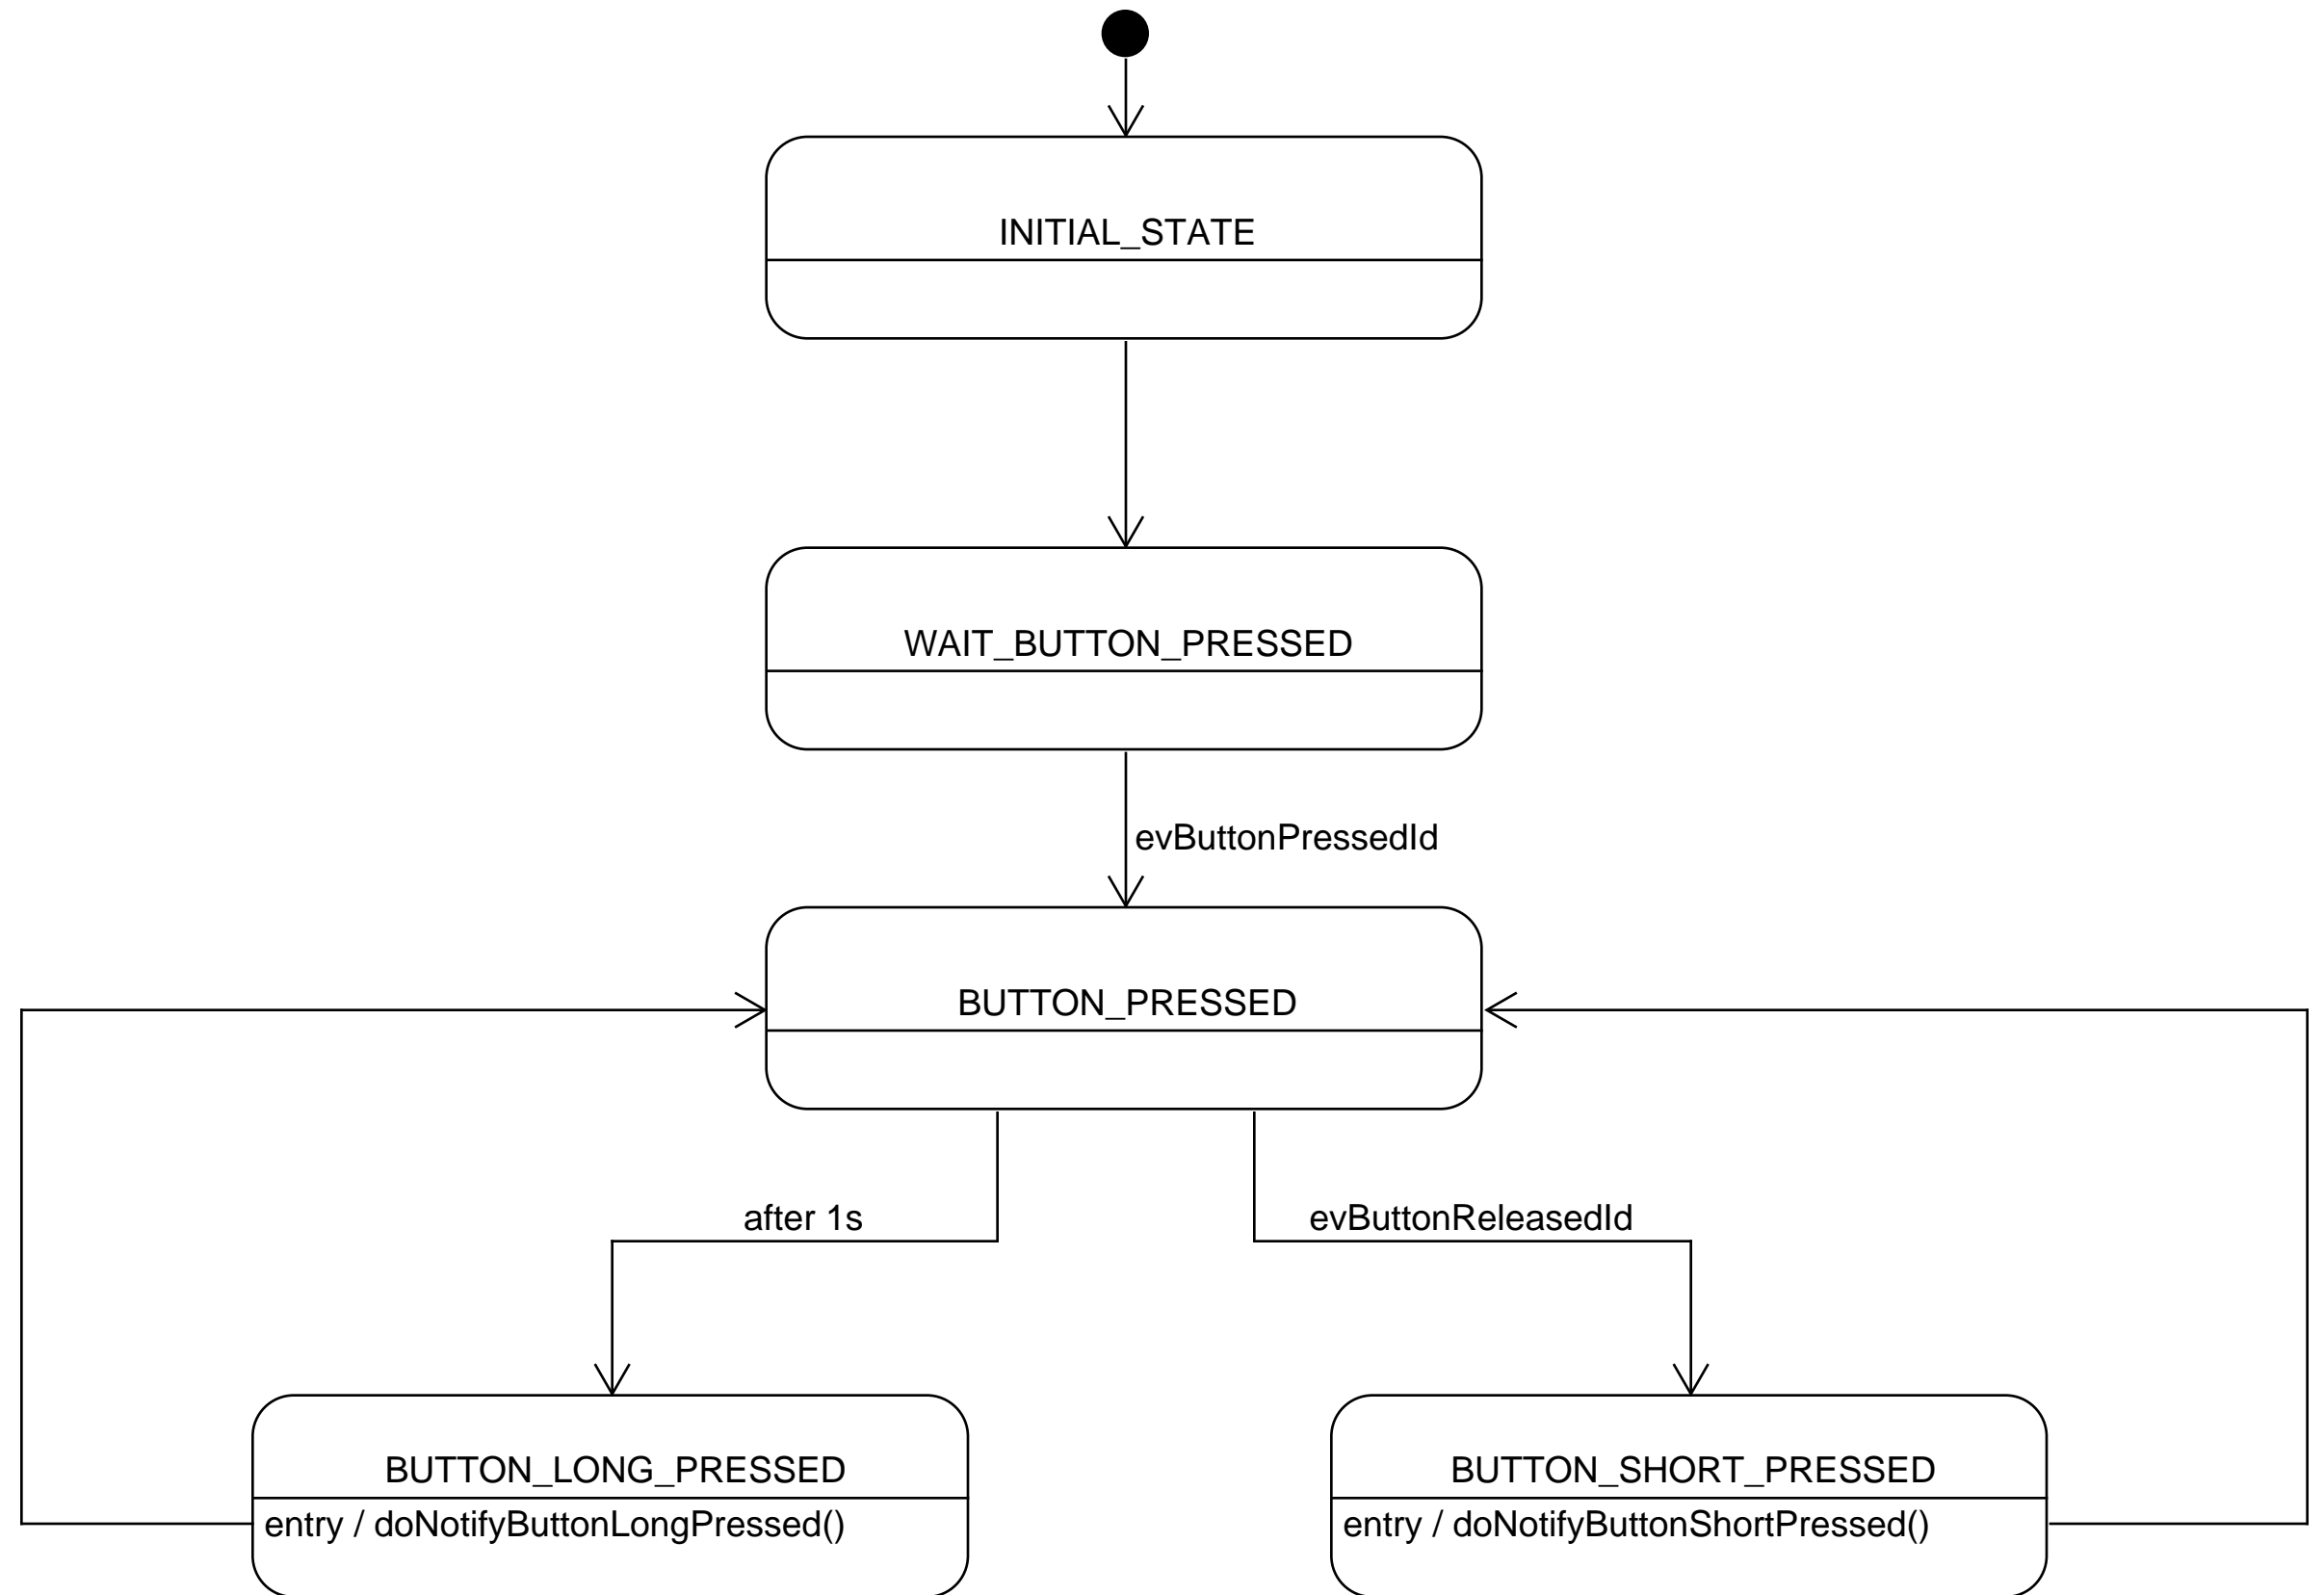 INITIAL_STATE
WAIT_BUTTON_PRESSED
evButtonPressedId
BUTTON_PRESSED
after 1s
evButtonReleasedId
BUTTON_LONG_PRESSED
entry / doNotifyButtonLongPressed()
BUTTON_SHORT_PRESSED
entry / doNotifyButtonShortPressed()